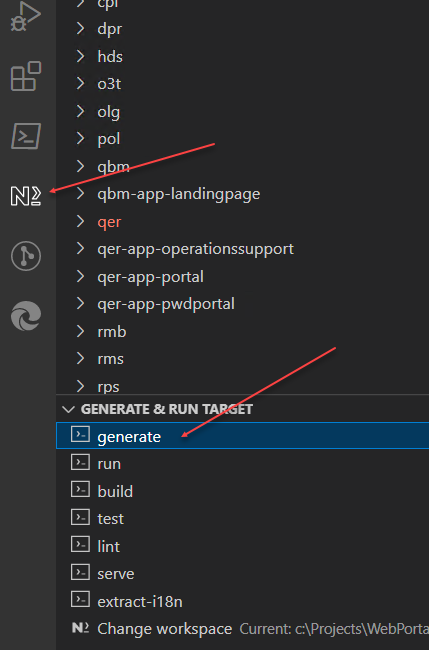 cpl
dpr
hds
o3t
olg
pol
qbm
qbm-app-landingpage
qer
qer-app-operationssupport
qer-app-portal
qer-app-pwdportal
rmb
rms
rps
GENERATE & RUN TARGET
generate
run
build
test
lint
serve
extract-i18n
Change workspace Current: c:\Projects\WebPorta